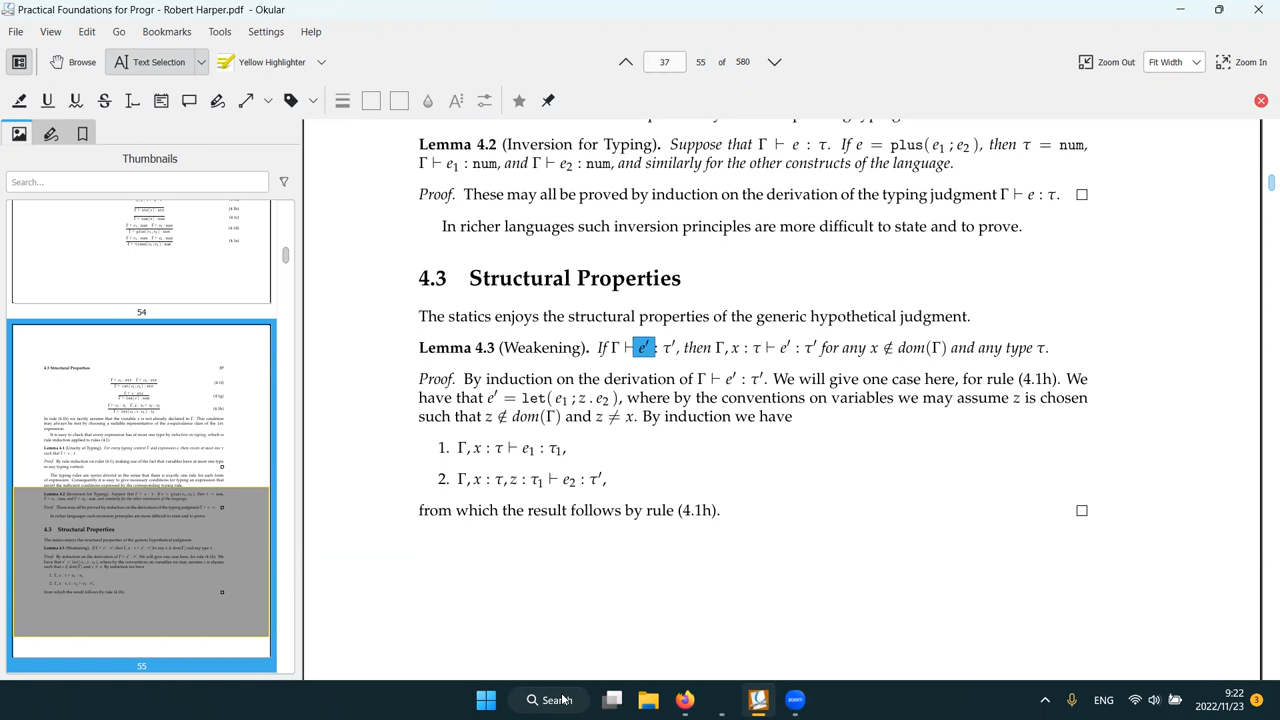 Practical Foundations for Progr - Robert Harper.pdf - Okular
File View Edit Go Bookmarks Tools Settings Help
Browse Text Selection Yellow Highlighter 37 55 of 580 Zoom Out Fit Width Zoom In
Thumbnails
Search...
54
4.3 Structural Properties 37
55
Lemma 4.2 (Inversion for Typing). Suppose that Γ ⊢ e : τ. If e = plus(e₁; e₂), then τ = num,
Γ ⊢ e₁ : num, and Γ ⊢ e₂ : num, and similarly for the other constructs of the language.
Proof. These may all be proved by induction on the derivation of the typing judgment Γ ⊢ e : τ. □
In richer languages such inversion principles are more difficult to state and to prove.
4.3 Structural Properties
The statics enjoys the structural properties of the generic hypothetical judgment.
Lemma 4.3 (Weakening). If Γ ⊢ e′ : τ′, then Γ, x : τ ⊢ e′ : τ′ for any x ∉ dom(Γ) and any type τ.
Proof. By induction on the derivation of Γ ⊢ e′ : τ′. We will give one case here, for rule (4.1h). We
have that e′ = let(e₁; z . e₂), where by the conventions on variables we may assume z is chosen
such that z ∉ dom(Γ) and z ≠ x. By induction we have
1. Γ, x : τ ⊢ e₁ : τ₁,
2. Γ, x : τ, z : τ₁ ⊢ e₂ : τ′,
from which the result follows by rule (4.1h). □
Search
ENG
9:22
2022/11/23
3